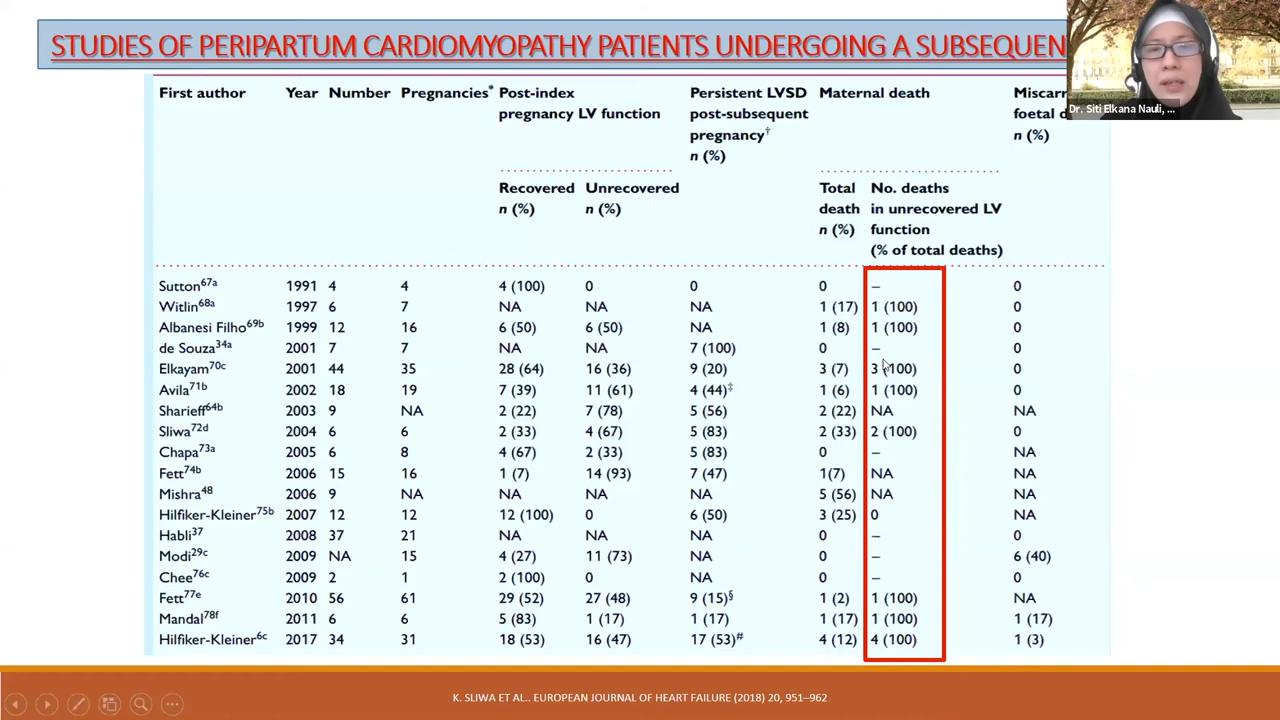 STUDIES OF PERIPARTUM CARDIOMYOPATHY PATIENTS UNDERGOING A SUBSEQUEN
Dr. Siti Elkana Nauli, ...
First author Year Number Pregnancies* Post-index pregnancy LV function Persistent LVSD post-subsequent pregnancy† n (%) Maternal death Miscarr foetal d n (%)
Recovered n (%) Unrecovered n (%) Total death n (%) No. deaths in unrecovered LV function (% of total deaths)
Sutton67a 1991 4 4 4 (100) 0 0 0 – 0
Witlin68a 1997 6 7 NA NA NA 1 (17) 1 (100) 0
Albanesi Filho69b 1999 12 16 6 (50) 6 (50) NA 1 (8) 1 (100) 0
de Souza34a 2001 7 7 NA NA 7 (100) 0 – 0
Elkayam70c 2001 44 35 28 (64) 16 (36) 9 (20) 3 (7) 3 (100) 0
Avila71b 2002 18 19 7 (39) 11 (61) 4 (44)‡ 1 (6) 1 (100) 0
Sharieff64b 2003 9 NA 2 (22) 7 (78) 5 (56) 2 (22) NA NA
Sliwa72d 2004 6 6 2 (33) 4 (67) 5 (83) 2 (33) 2 (100) 0
Chapa73a 2005 6 8 4 (67) 2 (33) 5 (83) 0 – NA
Fett74b 2006 15 16 1 (7) 14 (93) 7 (47) 1(7) NA NA
Mishra48 2006 9 NA NA NA NA 5 (56) NA NA
Hilfiker-Kleiner75b 2007 12 12 12 (100) 0 6 (50) 3 (25) 0 NA
Habli37 2008 37 21 NA NA NA 0 – 0
Modi29c 2009 NA 15 4 (27) 11 (73) NA 0 – 6 (40)
Chee76c 2009 2 1 2 (100) 0 NA 0 – 0
Fett77e 2010 56 61 29 (52) 27 (48) 9 (15)§ 1 (2) 1 (100) NA
Mandal78f 2011 6 6 5 (83) 1 (17) 1 (17) 1 (17) 1 (100) 1 (17)
Hilfiker-Kleiner6c 2017 34 31 18 (53) 16 (47) 17 (53)# 4 (12) 4 (100) 1 (3)
K. SLIWA ET AL.. EUROPEAN JOURNAL OF HEART FAILURE (2018) 20, 951–962